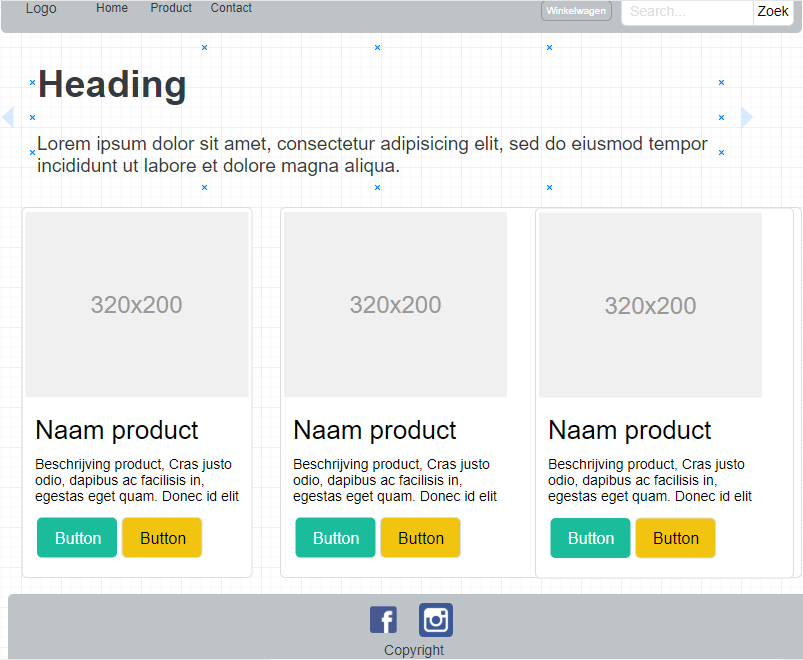 Logo Home Product Contact Winkelwagen Search... Zoek
Heading
Lorem ipsum dolor sit amet, consectetur adipisicing elit, sed do eiusmod tempor
incididunt ut labore et dolore magna aliqua.
320x200
Naam product
Beschrijving product, Cras justo
odio, dapibus ac facilisis in,
egestas eget quam. Donec id elit
Button Button
320x200
Naam product
Beschrijving product, Cras justo
odio, dapibus ac facilisis in,
egestas eget quam. Donec id elit
Button Button
320x200
Naam product
Beschrijving product, Cras justo
odio, dapibus ac facilisis in,
egestas eget quam. Donec id elit
Button Button
Copyright